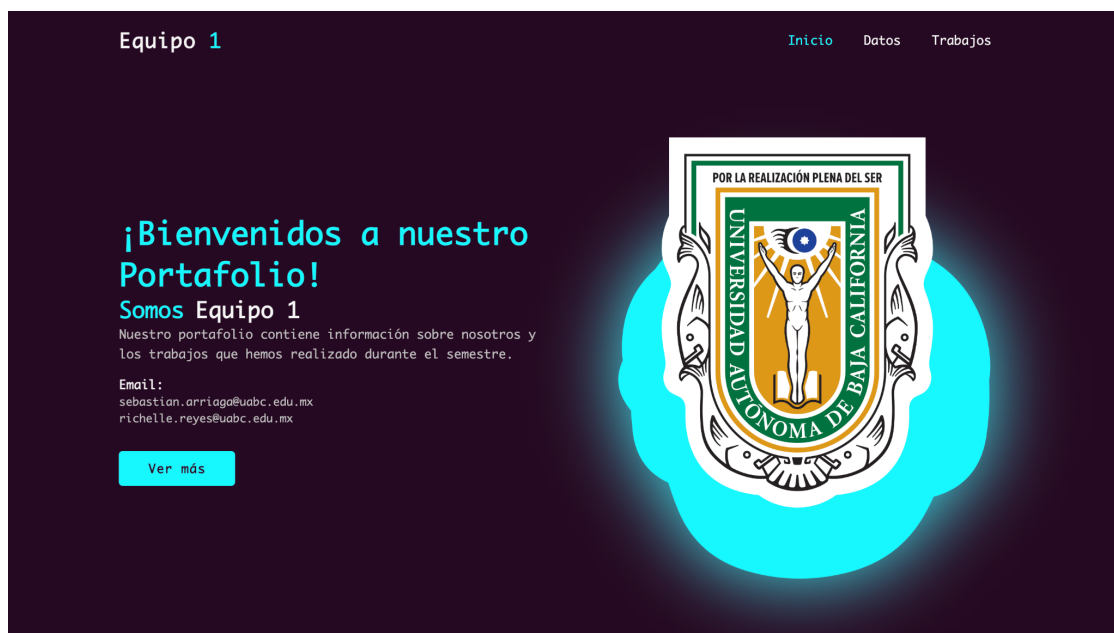 Equipo 1
Inicio Datos Trabajos
¡Bienvenidos a nuestro
Portafolio!
Somos Equipo 1
Nuestro portafolio contiene información sobre nosotros y
los trabajos que hemos realizado durante el semestre.
Email:
sebastian.arriaga@uabc.edu.mx
richelle.reyes@uabc.edu.mx
Ver más
POR LA REALIZACIÓN PLENA DEL SER
UNIVERSIDAD AUTÓNOMA DE BAJA CALIFORNIA